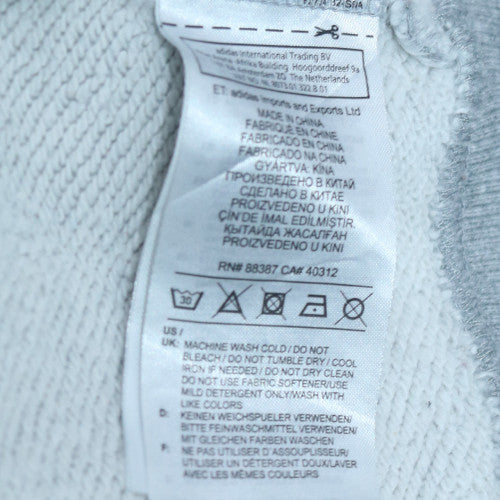 adidas International Trading BV
Afrika Building Hoogoorddreef 9a
Amsterdam ZO The Netherlands
ET: adidas Imports and Exports Ltd
MADE IN CHINA
FABRIQUÉ EN CHINE
FABRICADO EN CHINA
FABRICADO NA CHINA
GYÁRTVA: KÍNA
ПРОИЗВЕДЕНО В КИТАЙ
СДЕЛАНО В КИТАЕ
PROIZVEDENO U KINI
ÇİN'DE İMAL EDİLMİŞTİR.
ҚЫТАЙДА ЖАСАЛҒАН
PROIZVEDENO U KINI
RN# 88387 CA# 40312
30
US /
UK: MACHINE WASH COLD / DO NOT
BLEACH / DO NOT TUMBLE DRY / COOL
IRON IF NEEDED / DO NOT DRY CLEAN
DO NOT USE FABRIC SOFTENER/USE
MILD DETERGENT ONLY/WASH WITH
LIKE COLORS
D: KEINEN WEICHSPUELER VERWENDEN/
BITTE FEINWASCHMITTEL VERWENDEN/
MIT GLEICHEN FARBEN WASCHEN
F: NE PAS UTILISER D'ASSOUPLISSEUR/
UTILISER UN DETERGENT DOUX/LAVER
AVEC LES COULEURS